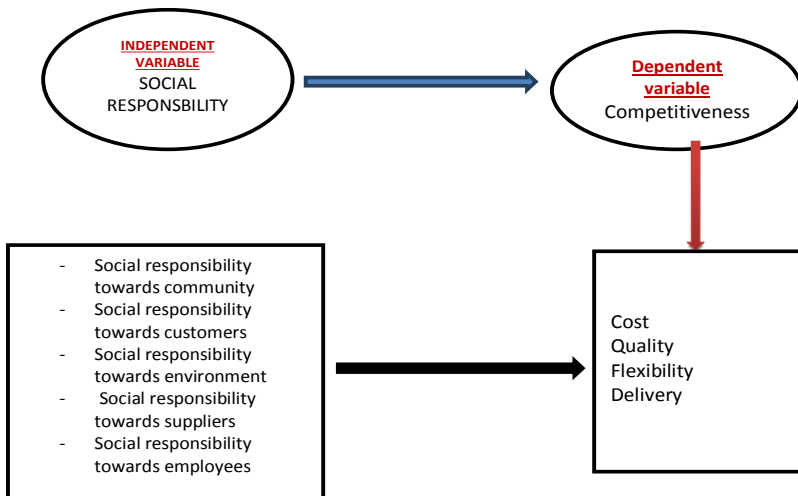 INDEPENDENT
VARIABLE
SOCIAL
RESPONSBILITY
Dependent
variable
Competitiveness
- Social responsibility
towards community
- Social responsibility
towards customers
- Social responsibility
towards environment
- Social responsibility
towards suppliers
- Social responsibility
towards employees
Cost
Quality
Flexibility
Delivery